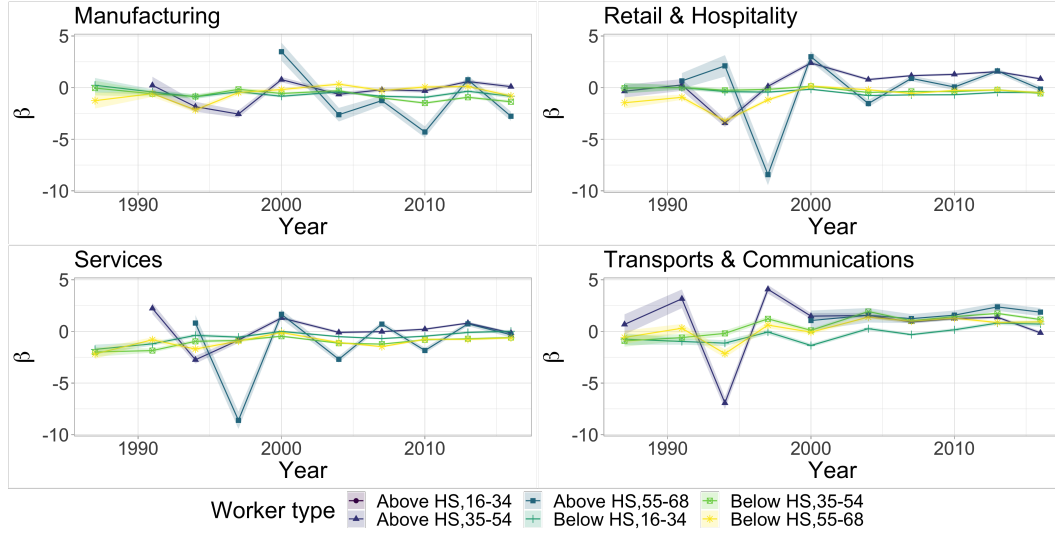 Manufacturing
5
0
-5
-10
β
1990 2000 2010
Year
Retail & Hospitality
5
0
-5
-10
β
1990 2000 2010
Year
Services
5
0
-5
-10
β
1990 2000 2010
Year
Transports & Communications
5
0
-5
-10
β
1990 2000 2010
Year
Worker type
Above HS,16-34 Above HS,55-68 Below HS,35-54
Above HS,35-54 Below HS,16-34 Below HS,55-68